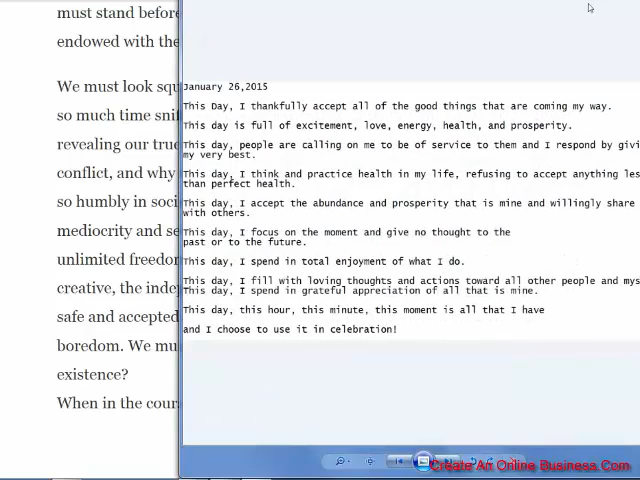 must stand before
endowed with the
We must look squ
so much time snif
revealing our true
conflict, and why
so humbly in soci
mediocrity and se
unlimited freedom
creative, the inde
safe and accepted
boredom. We mu
existence?
When in the cour
January 26,2015
This Day, I thankfully accept all of the good things that are coming my way.
This day is full of excitement, love, energy, health, and prosperity.
This day, people are calling on me to be of service to them and I respond by givi
my very best.
This day, I think and practice health in my life, refusing to accept anything les
than perfect health.
This day, I accept the abundance and prosperity that is mine and willingly share
with others.
This day, I focus on the moment and give no thought to the
past or to the future.
This day, I spend in total enjoyment of what I do.
This day, I fill with loving thoughts and actions toward all other people and mys
This day, I spend in grateful appreciation of all that is mine.
This day, this hour, this minute, this moment is all that I have
and I choose to use it in celebration!
Create An Online Business.Com